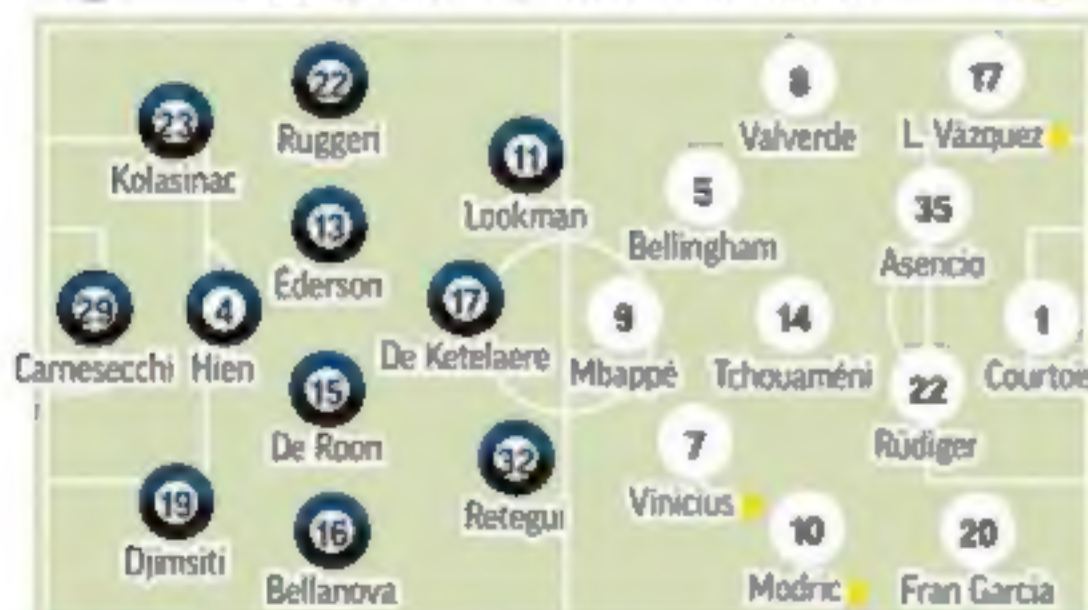 22
Ruggeri
23
Kolasinac
11
Lookman
13
Éderson
29
Carnesecchi
4
Hien
17
De Ketelaere
15
De Roon
32
Retegui
19
Djimsiti
16
Bellanova
8
Valverde
17
L. Vázquez
5
Bellingham
35
Asencio
9
Mbappé
14
Tchouaméni
1
Courtois
22
Rüdiger
7
Vinicius
10
Modric
20
Fran García